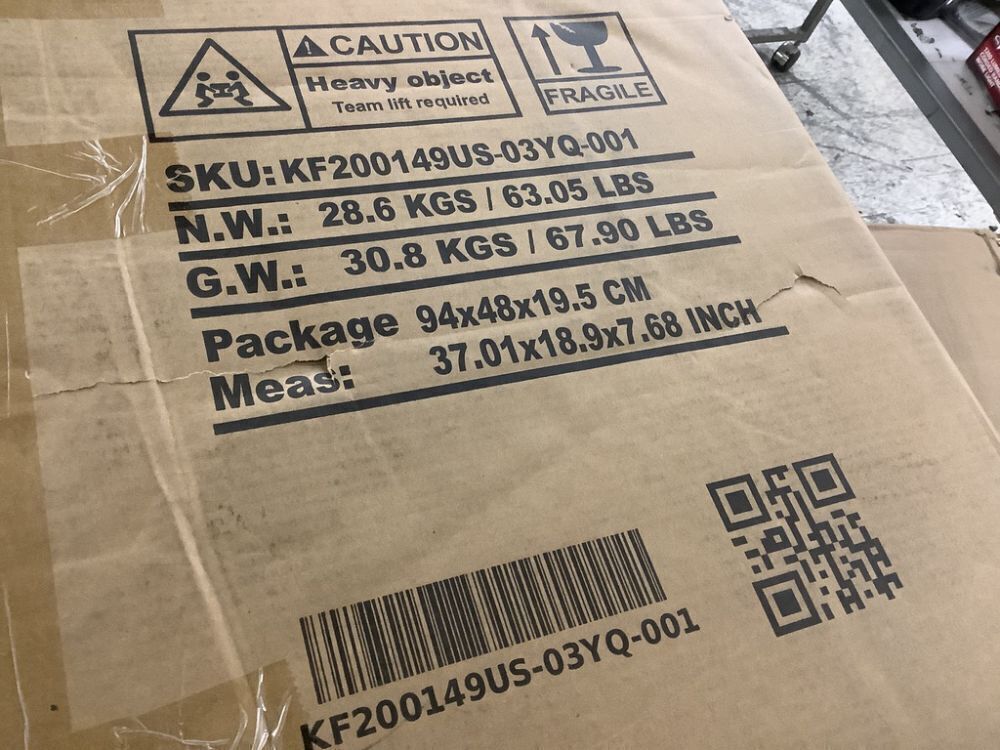 CAUTION
Heavy object
Team lift required
FRAGILE
SKU: KF200149US-03YQ-001
N.W.: 28.6 KGS / 63.05 LBS
G.W.: 30.8 KGS / 67.90 LBS
Package Meas: 94x48x19.5 CM
37.01x18.9x7.68 INCH
KF200149US-03YQ-001